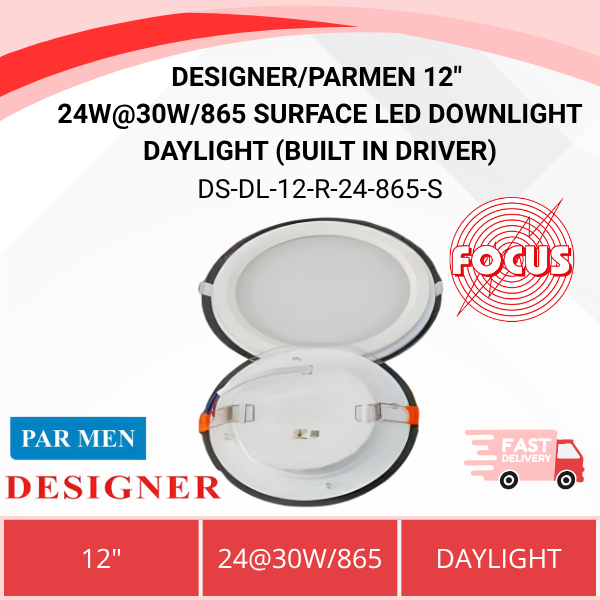 DESIGNER/PARMEN 12"
24W@30W/865 SURFACE LED DOWNLIGHT
DAYLIGHT (BUILT IN DRIVER)
DS-DL-12-R-24-865-S
FOCUS
PAR MEN
DESIGNER
FAST
DELIVERY
12"
24@30W/865
DAYLIGHT